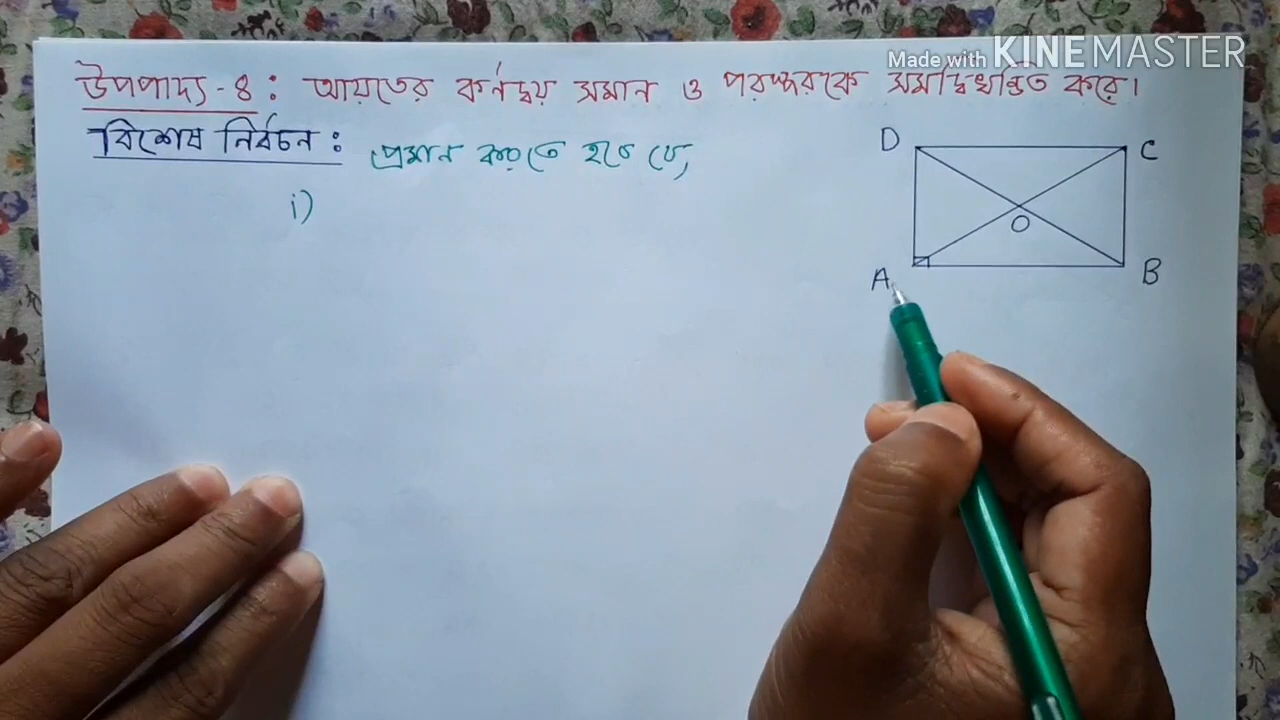 Made with KINEMASTER
উপপাদ্য-৪: আয়তের কর্ণদ্বয় সমান ও পরস্পরকে সমদ্বিখণ্ডিত করে।
বিশেষ নির্বচন: প্রমান করতে হবে যে,
i)
D C
O
A B